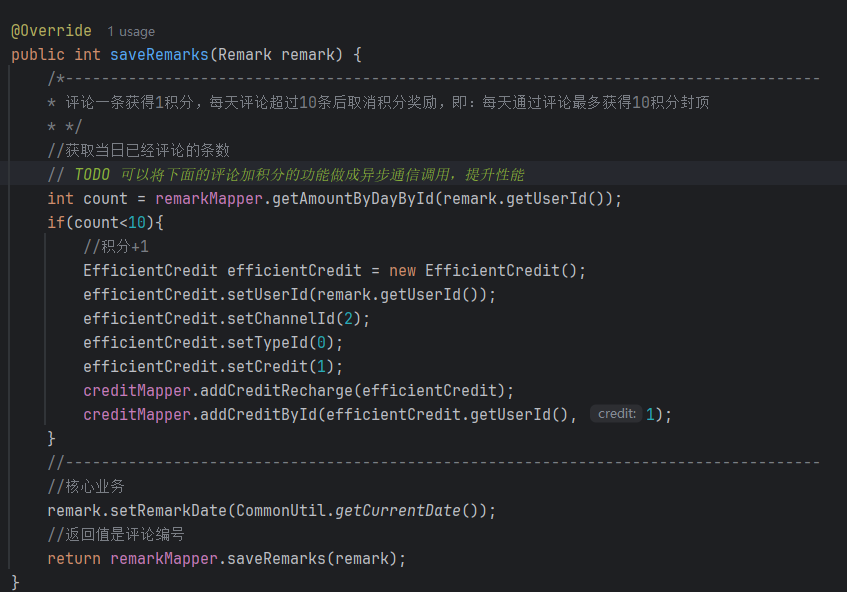 @Override 1 usage
public int saveRemarks(Remark remark) {
/*------------------------------------------------------------------------------------
* 评论一条获得1积分，每天评论超过10条后取消积分奖励，即：每天通过评论最多获得10积分封顶
* */
//获取当日已经评论的条数
// TODO 可以将下面的评论加积分的功能做成异步通信调用，提升性能
int count = remarkMapper.getAmountByDayById(remark.getUserId());
if(count<10){
//积分+1
EfficientCredit efficientCredit = new EfficientCredit();
efficientCredit.setUserId(remark.getUserId());
efficientCredit.setChannelId(2);
efficientCredit.setTypeId(0);
efficientCredit.setCredit(1);
creditMapper.addCreditRecharge(efficientCredit);
creditMapper.addCreditById(efficientCredit.getUserId(), credit: 1);
}
//------------------------------------------------------------------------------------
//核心业务
remark.setRemarkDate(CommonUtil.getCurrentDate());
//返回值是评论编号
return remarkMapper.saveRemarks(remark);
}